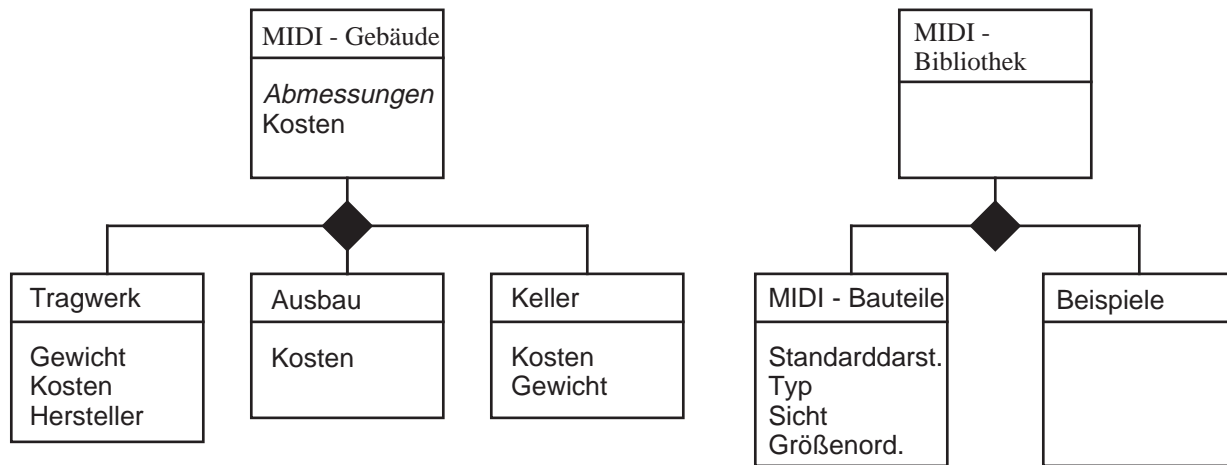 MIDI - Gebäude
Abmessungen
Kosten
MIDI -
Bibliothek
Tragwerk
Gewicht
Kosten
Hersteller
Ausbau
Kosten
Keller
Kosten
Gewicht
MIDI - Bauteile
Standarddarst.
Typ
Sicht
Größenord.
Beispiele